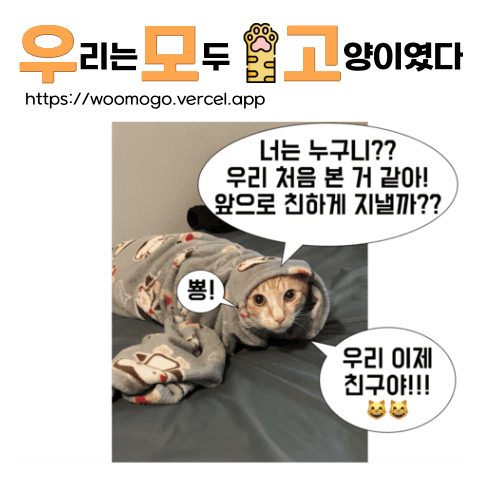 우리는 모두 고양이였다
https://woomogo.vercel.app
너는 누구니??
우리 처음 본 거 같아!
앞으로 친하게 지낼까??
뿅!
우리 이제
친구야!!!
😸😸